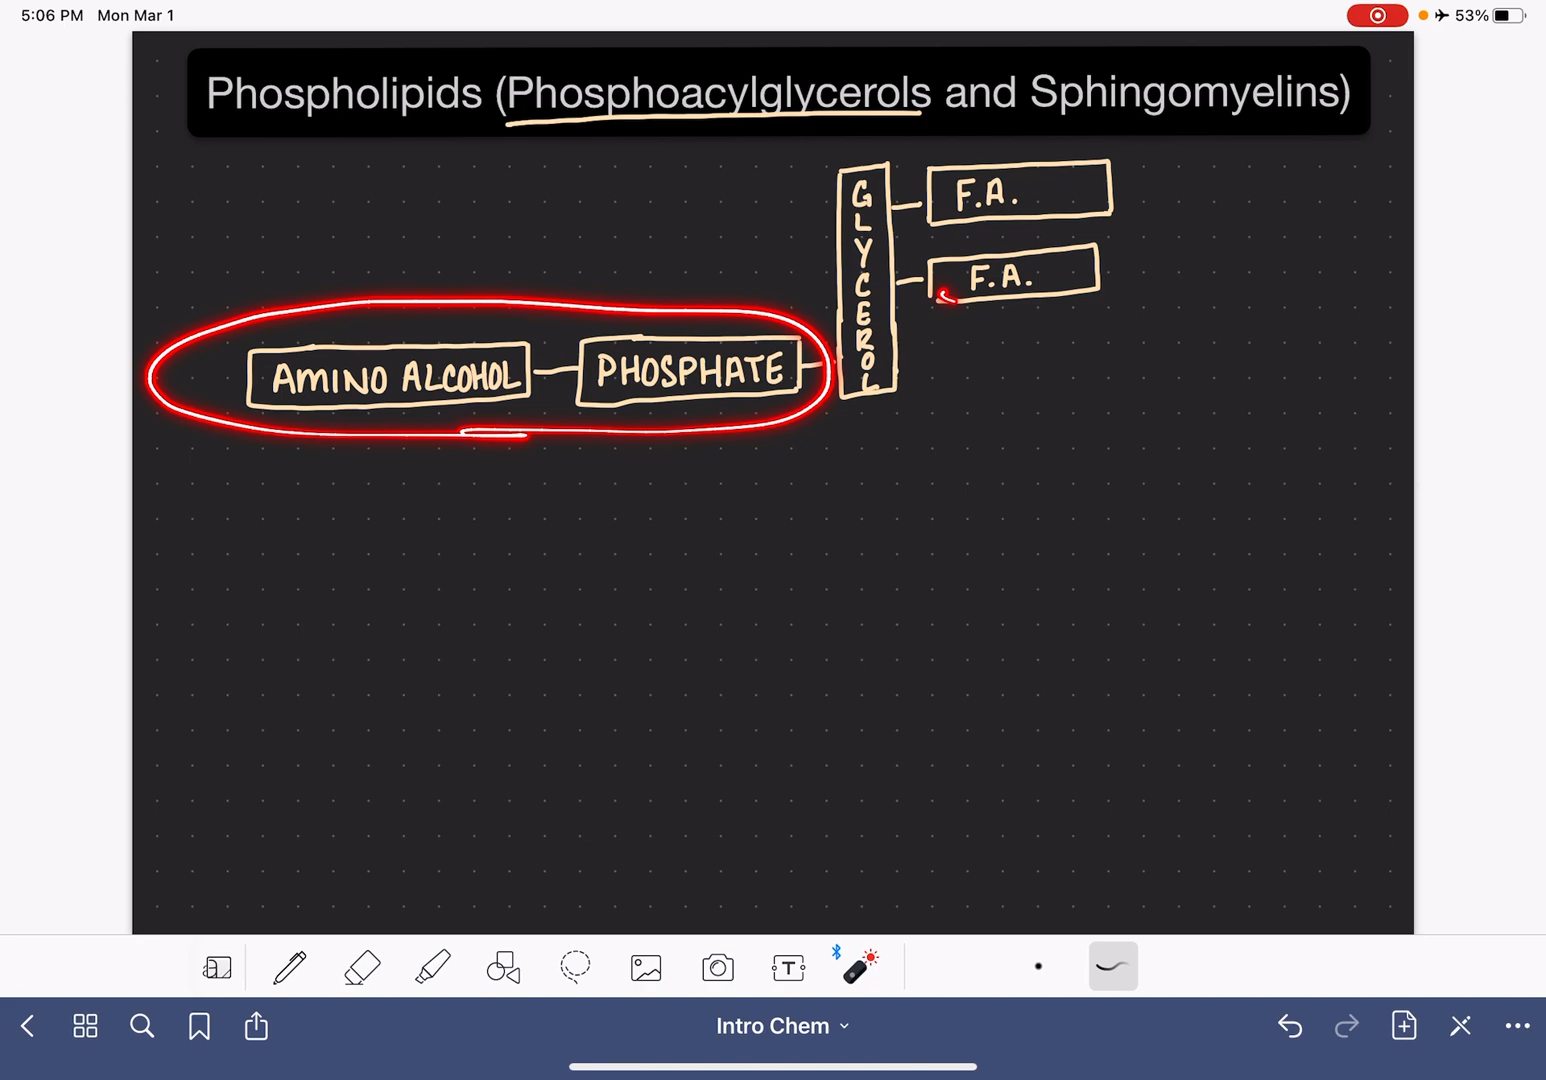 5:06 PM Mon Mar 1
53%
Phospholipids (Phosphoacylglycerols and Sphingomyelins)
GLYCEROL
F.A.
F.A.
AMINO ALCOHOL
PHOSPHATE
T
Intro Chem